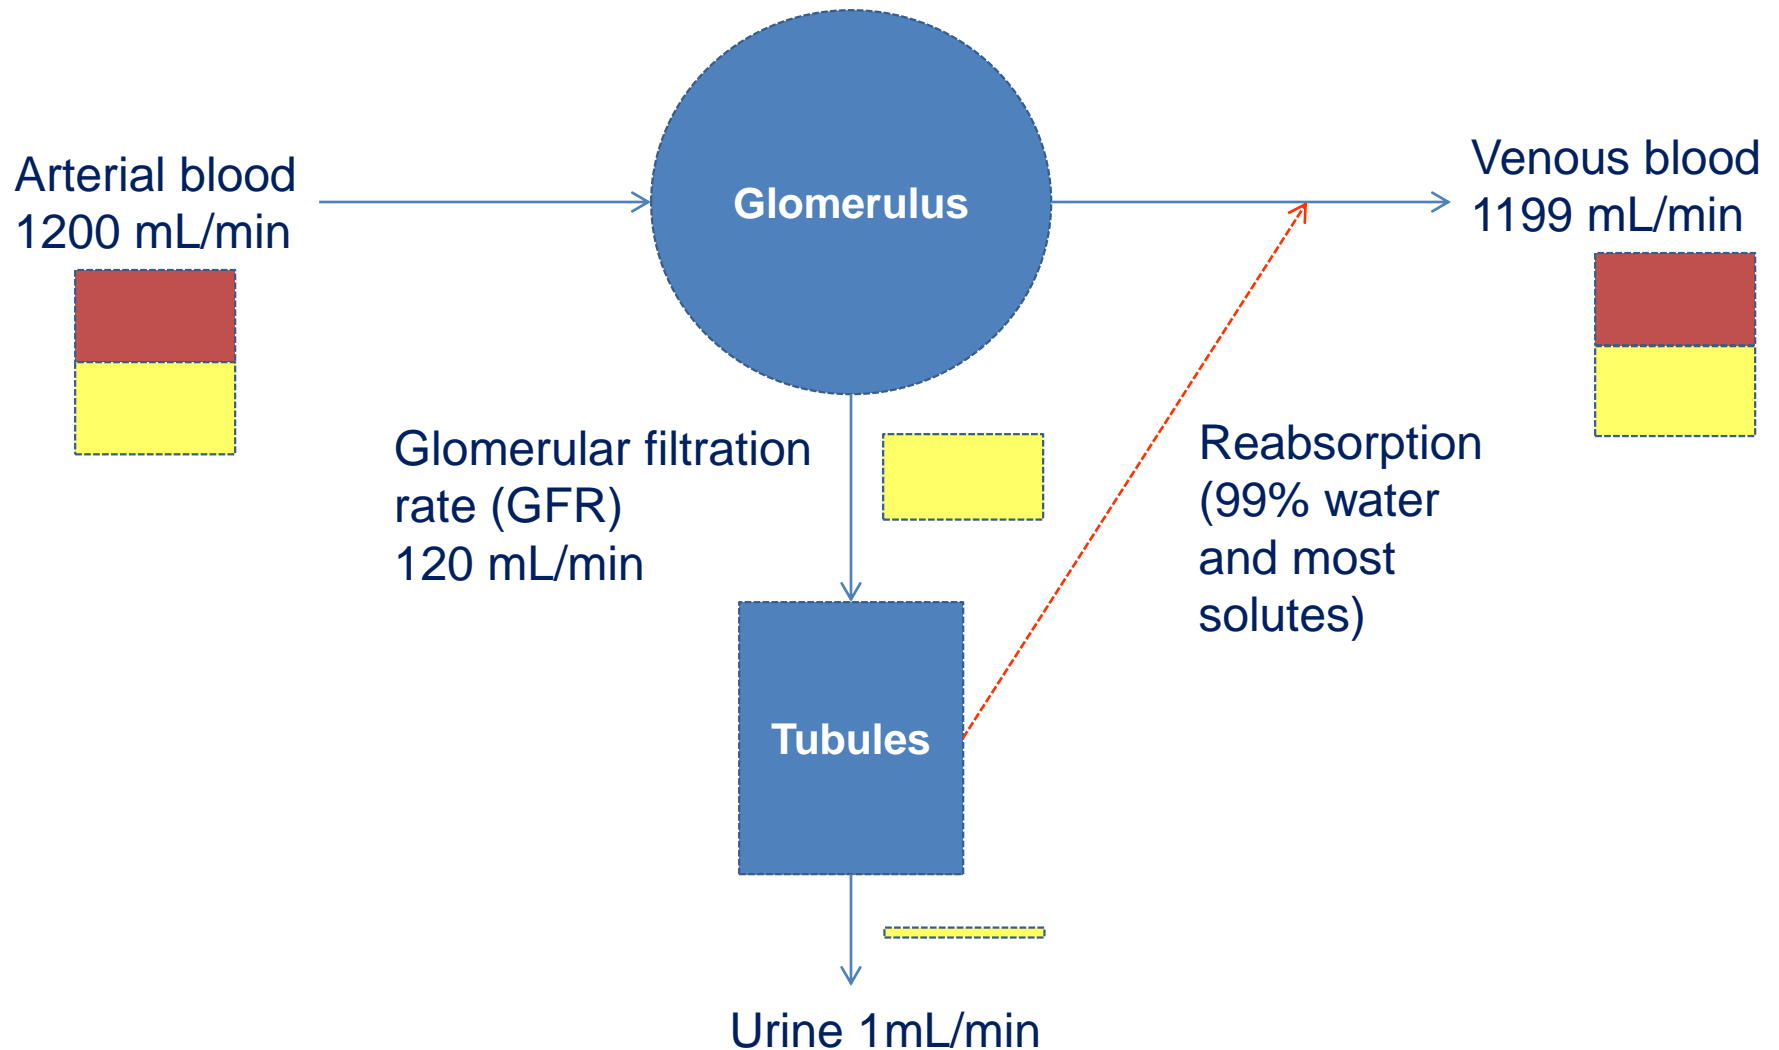 Arterial blood
1200 mL/min
Glomerulus
Venous blood
1199 mL/min
Glomerular filtration
rate (GFR)
120 mL/min
Reabsorption
(99% water
and most
solutes)
Tubules
Urine 1mL/min